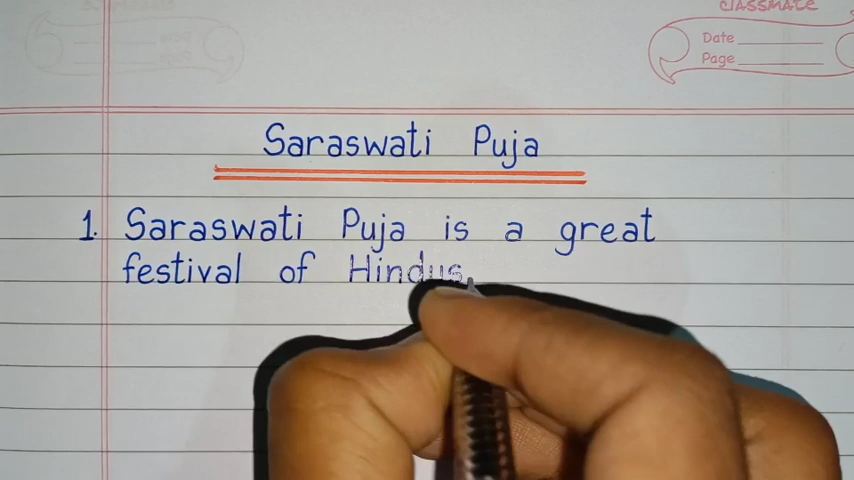 CLASSMATE
Date
Page
Saraswati Puja
1. Saraswati Puja is a great
festival of Hindus.